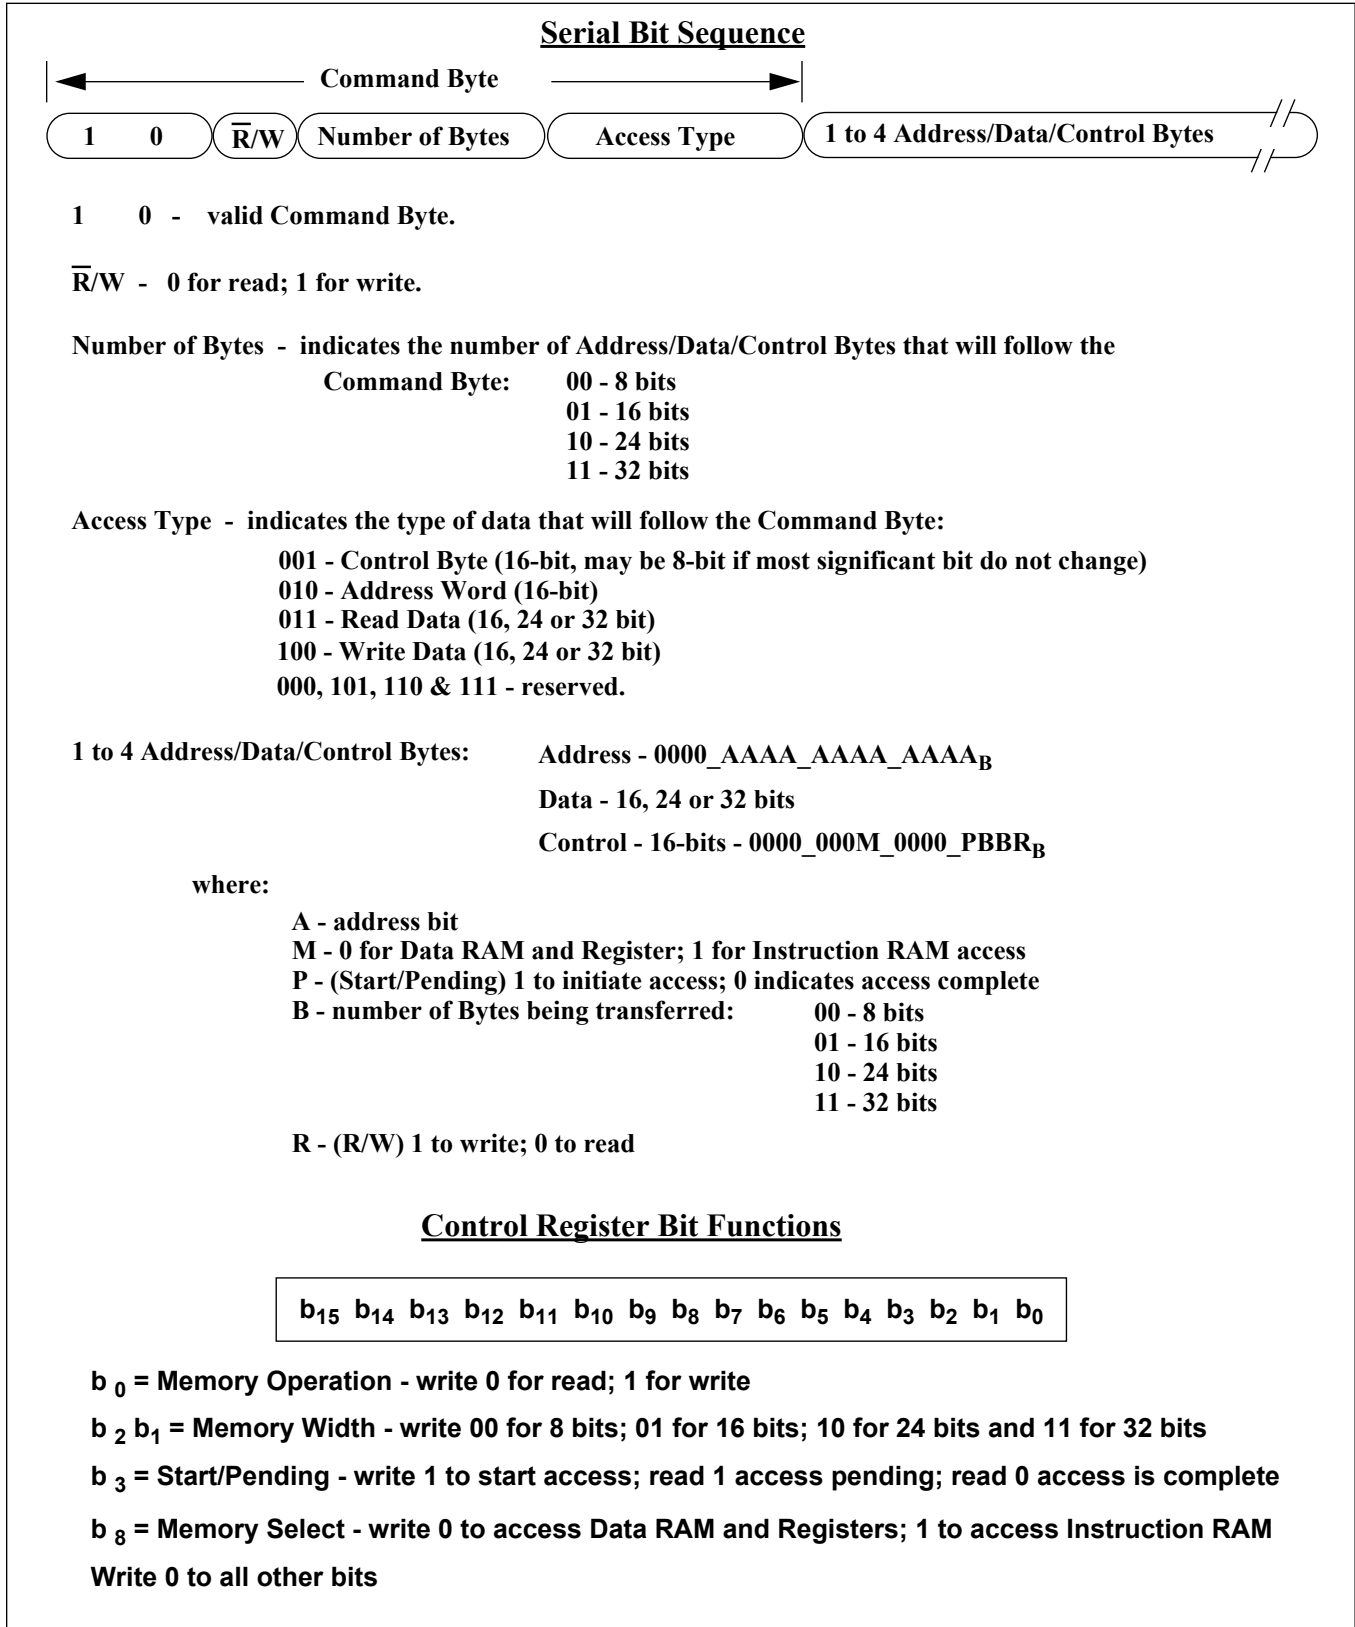 Serial Bit Sequence
Command Byte
1 0 R̅/W Number of Bytes Access Type 1 to 4 Address/Data/Control Bytes
1 0 - valid Command Byte.
R̅/W - 0 for read; 1 for write.
Number of Bytes - indicates the number of Address/Data/Control Bytes that will follow the
Command Byte: 00 - 8 bits
01 - 16 bits
10 - 24 bits
11 - 32 bits
Access Type - indicates the type of data that will follow the Command Byte:
001 - Control Byte (16-bit, may be 8-bit if most significant bit do not change)
010 - Address Word (16-bit)
011 - Read Data (16, 24 or 32 bit)
100 - Write Data (16, 24 or 32 bit)
000, 101, 110 & 111 - reserved.
1 to 4 Address/Data/Control Bytes: Address - 0000_AAAA_AAAA_AAAA_B
Data - 16, 24 or 32 bits
Control - 16-bits - 0000_000M_0000_PBBR_B
where:
A - address bit
M - 0 for Data RAM and Register; 1 for Instruction RAM access
P - (Start/Pending) 1 to initiate access; 0 indicates access complete
B - number of Bytes being transferred: 00 - 8 bits
01 - 16 bits
10 - 24 bits
11 - 32 bits
R - (R/W) 1 to write; 0 to read
Control Register Bit Functions
b15 b14 b13 b12 b11 b10 b9 b8 b7 b6 b5 b4 b3 b2 b1 b0
b 0 = Memory Operation - write 0 for read; 1 for write
b 2 b1 = Memory Width - write 00 for 8 bits; 01 for 16 bits; 10 for 24 bits and 11 for 32 bits
b 3 = Start/Pending - write 1 to start access; read 1 access pending; read 0 access is complete
b 8 = Memory Select - write 0 to access Data RAM and Registers; 1 to access Instruction RAM
Write 0 to all other bits